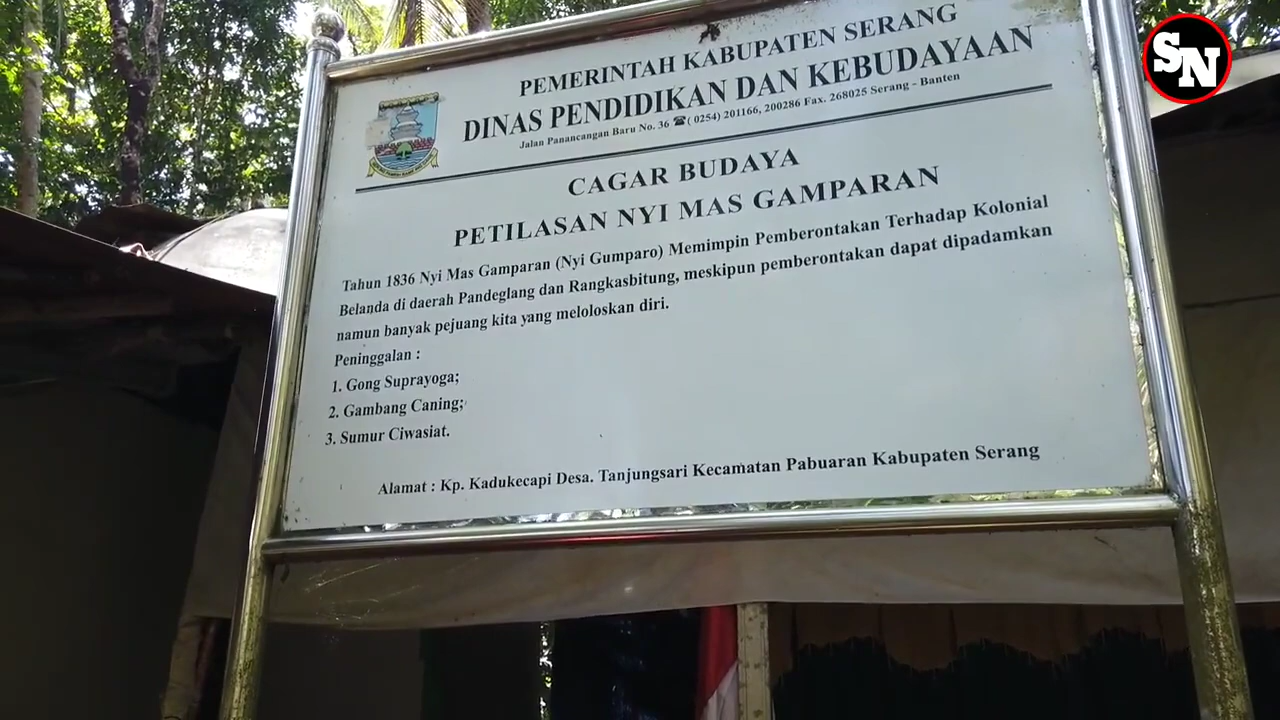 SN
PEMERINTAH KABUPATEN SERANG
DINAS PENDIDIKAN DAN KEBUDAYAAN
Jalan Panancangan Baru No. 36 ☎ ( 0254) 201166, 200286 Fax. 268025 Serang - Banten
CAGAR BUDAYA
PETILASAN NYI MAS GAMPARAN
Tahun 1836 Nyi Mas Gamparan (Nyi Gumparo) Memimpin Pemberontakan Terhadap Kolonial
Belanda di daerah Pandeglang dan Rangkasbitung, meskipun pemberontakan dapat dipadamkan
namun banyak pejuang kita yang meloloskan diri.
Peninggalan :
1. Gong Suprayoga;
2. Gambang Caning;
3. Sumur Ciwasiat.
Alamat : Kp. Kadukecapi Desa. Tanjungsari Kecamatan Pabuaran Kabupaten Serang